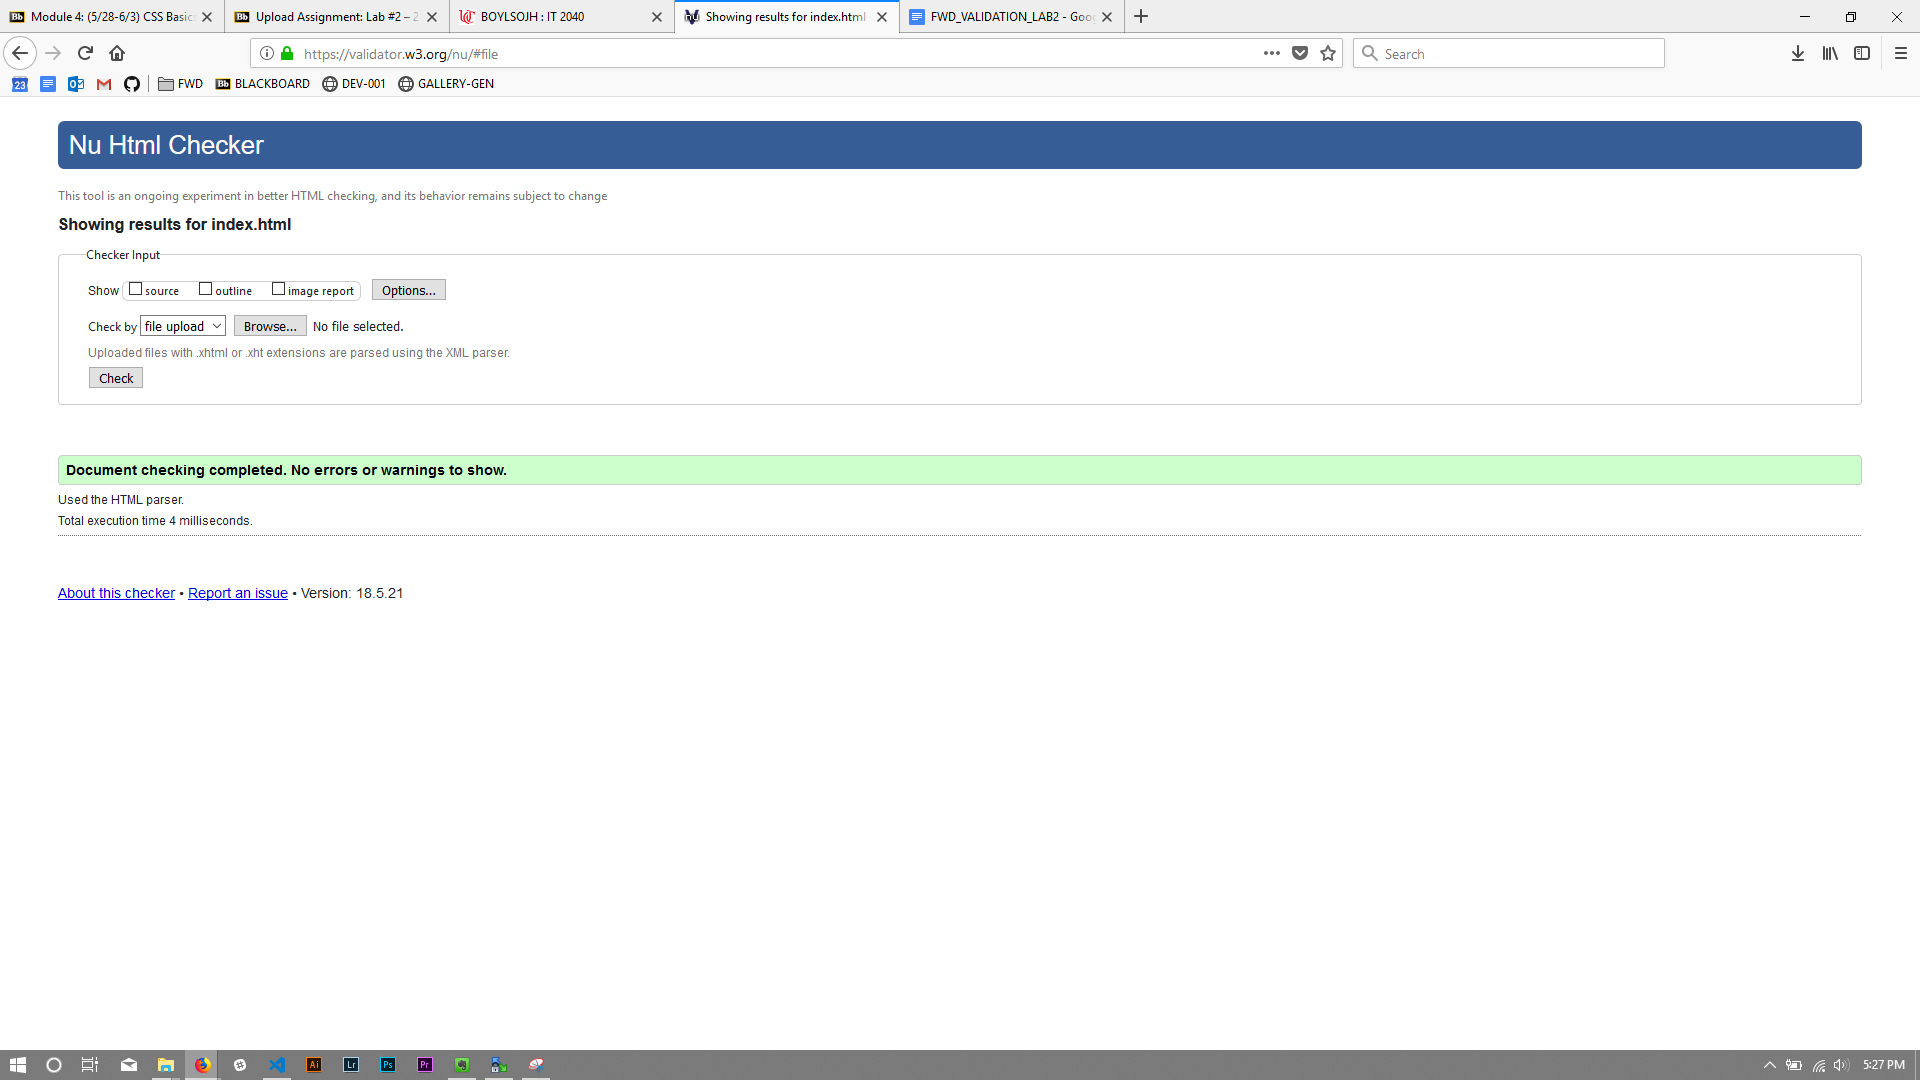 Module 4: (5/28-6/3) CSS Basic
Upload Assignment: Lab #2 – 2
BOYLSOJH : IT 2040
Showing results for index.html
FWD_VALIDATION_LAB2 - Goo
https://validator.w3.org/nu/#file
Search
23
FWD
Bb BLACKBOARD
DEV-001
GALLERY-GEN
Nu Html Checker
This tool is an ongoing experiment in better HTML checking, and its behavior remains subject to change
Showing results for index.html
Checker Input
Show source outline image report Options...
Check by file upload Browse... No file selected.
Uploaded files with .xhtml or .xht extensions are parsed using the XML parser.
Check
Document checking completed. No errors or warnings to show.
Used the HTML parser.
Total execution time 4 milliseconds.
About this checker • Report an issue • Version: 18.5.21
Ai Lr Ps Pr
5:27 PM